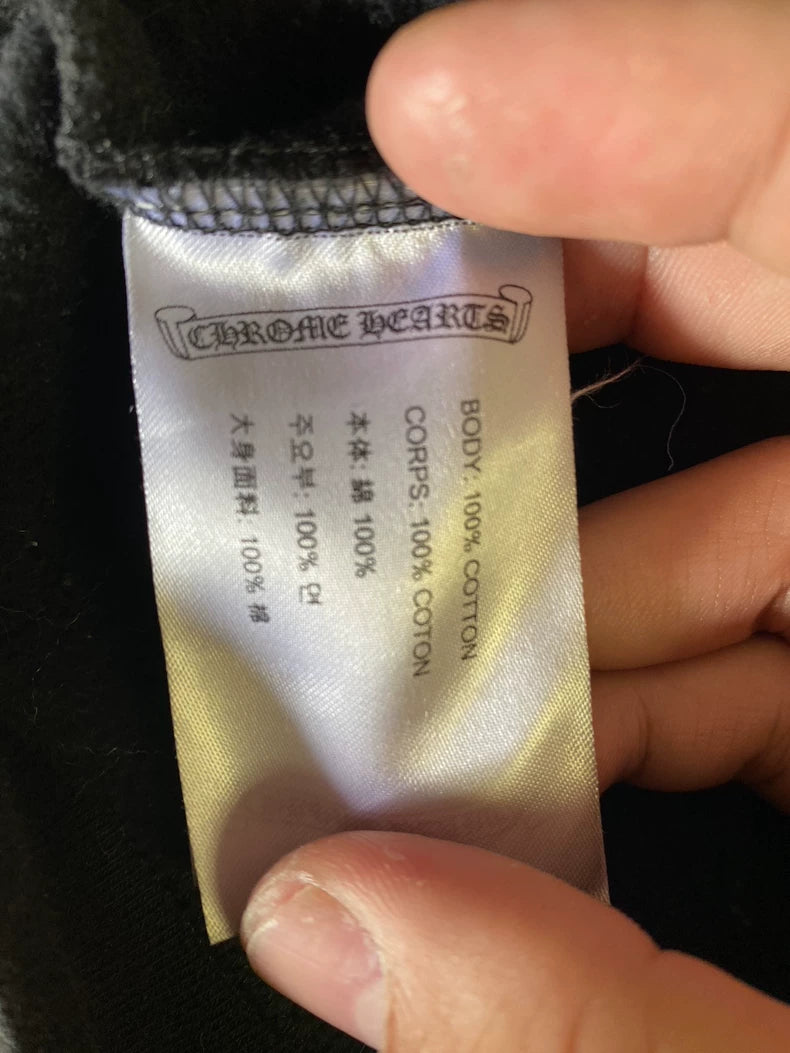 CHROME HEARTS
BODY: 100% COTTON
CORPS: 100% COTON
本体: 綿 100%
주요부: 100% 면
大身面料: 100% 棉